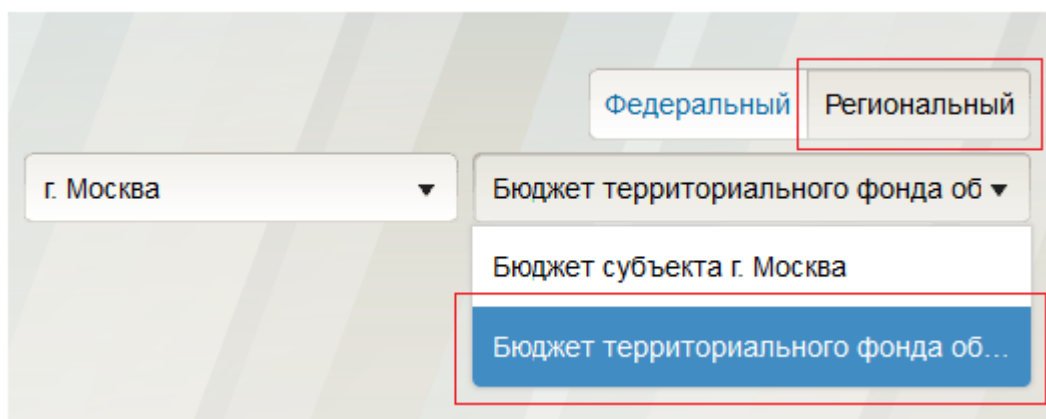 Федеральный Региональный
г. Москва Бюджет территориального фонда об
Бюджет субъекта г. Москва
Бюджет территориального фонда об...